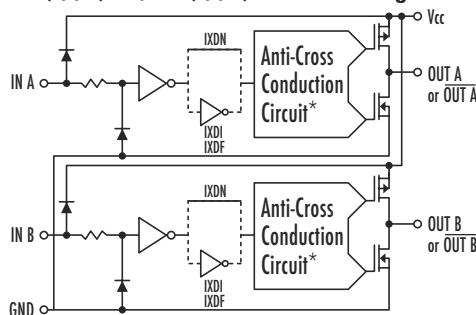 Vcc
IXDN
IN A
Anti-Cross
Conduction
Circuit*
OUT A
or OUT A
IXDI
IXDF
IXDN
IN B
Anti-Cross
Conduction
Circuit*
OUT B
or OUT B
IXDI
IXDF
GND